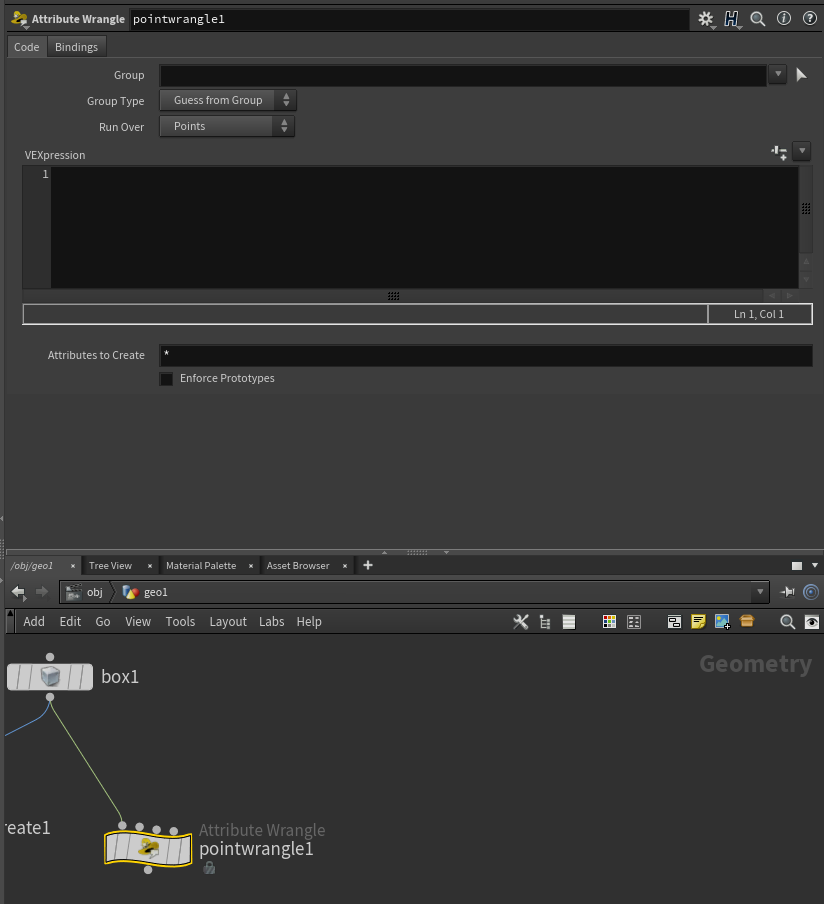 Attribute Wrangle pointwrangle1
Code Bindings
Group
Group Type Guess from Group
Run Over Points
VEXpression
1
Ln 1, Col 1
Attributes to Create *
Enforce Prototypes
/obj/geo1 × Tree View × Material Palette × Asset Browser × +
obj geo1
Add Edit Go View Tools Layout Labs Help
Geometry
box1
reate1
Attribute Wrangle
pointwrangle1